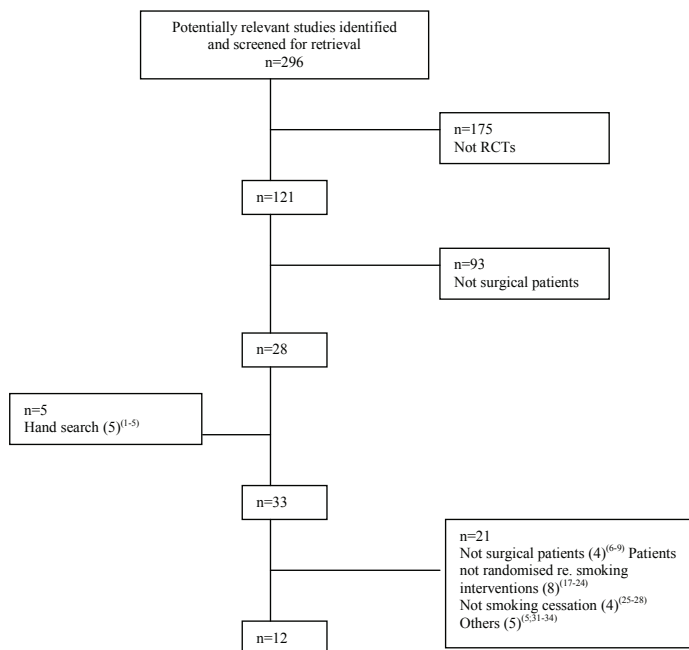 Potentially relevant studies identified
and screened for retrieval
n=296
n=175
Not RCTs
n=121
n=93
Not surgical patients
n=28
n=5
Hand search (5)(1-5)
n=33
n=21
Not surgical patients (4)(6-9) Patients
not randomised re. smoking
interventions (8)(17-24)
Not smoking cessation (4)(25-28)
Others (5)(5;31-34)
n=12